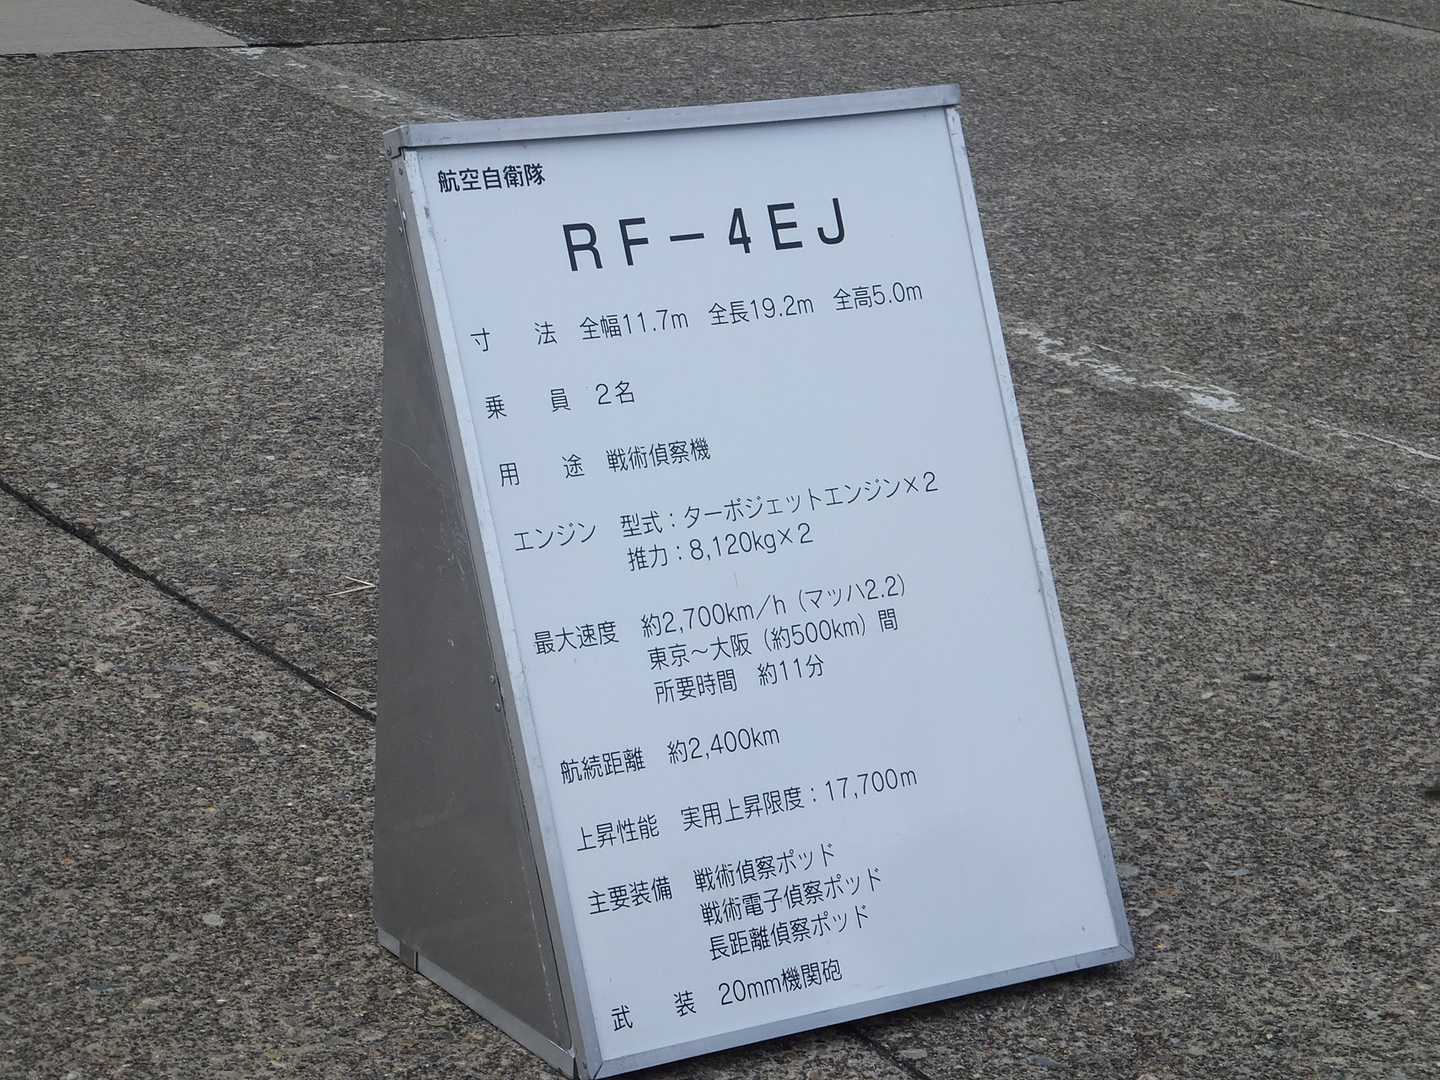 航空自衛隊
RF－4EJ
寸　法　全幅11.7m　全長19.2m　全高5.0m
乗　員　2名
用　途　戦術偵察機
エンジン　型式：ターボジェットエンジン×2
推力：8,120kg×2
最大速度　約2,700km／h（マッハ2.2）
東京～大阪（約500km）間
所要時間　約11分
航続距離　約2,400km
上昇性能　実用上昇限度：17,700m
主要装備　戦術偵察ポッド
戦術電子偵察ポッド
長距離偵察ポッド
武　装　20mm機関砲